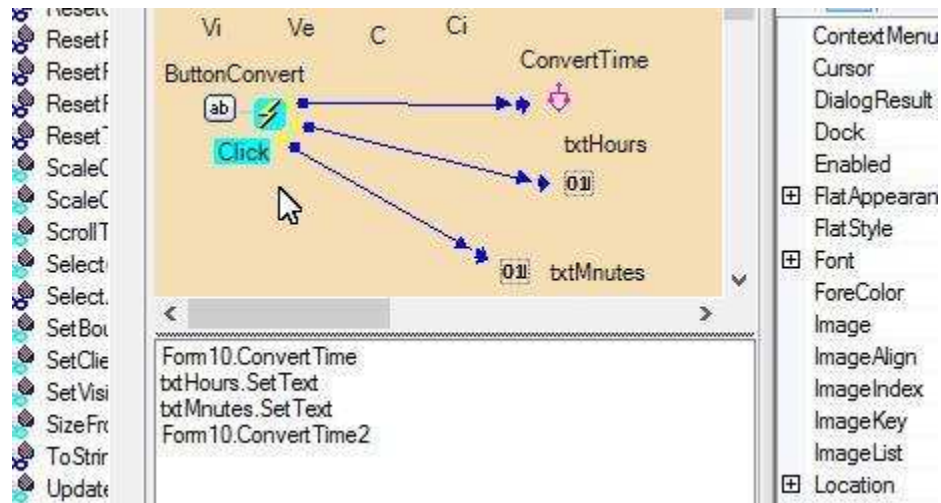 ResetF
ResetF
ResetF
ResetT
ScaleC
ScaleC
ScrollT
Select
Select.
SetBou
SetClie
SetVisi
SizeFro
ToStrin
Update
Vi Ve C Ci
ButtonConvert
ConvertTime
ab
Click
txtHours
01
01 txtMnutes
Form10.ConvertTime
txtHours.SetText
txtMnutes.SetText
Form10.ConvertTime2
ContextMenu
Cursor
DialogResult
Dock
Enabled
FlatAppearan
FlatStyle
Font
ForeColor
Image
ImageAlign
ImageIndex
ImageKey
ImageList
Location